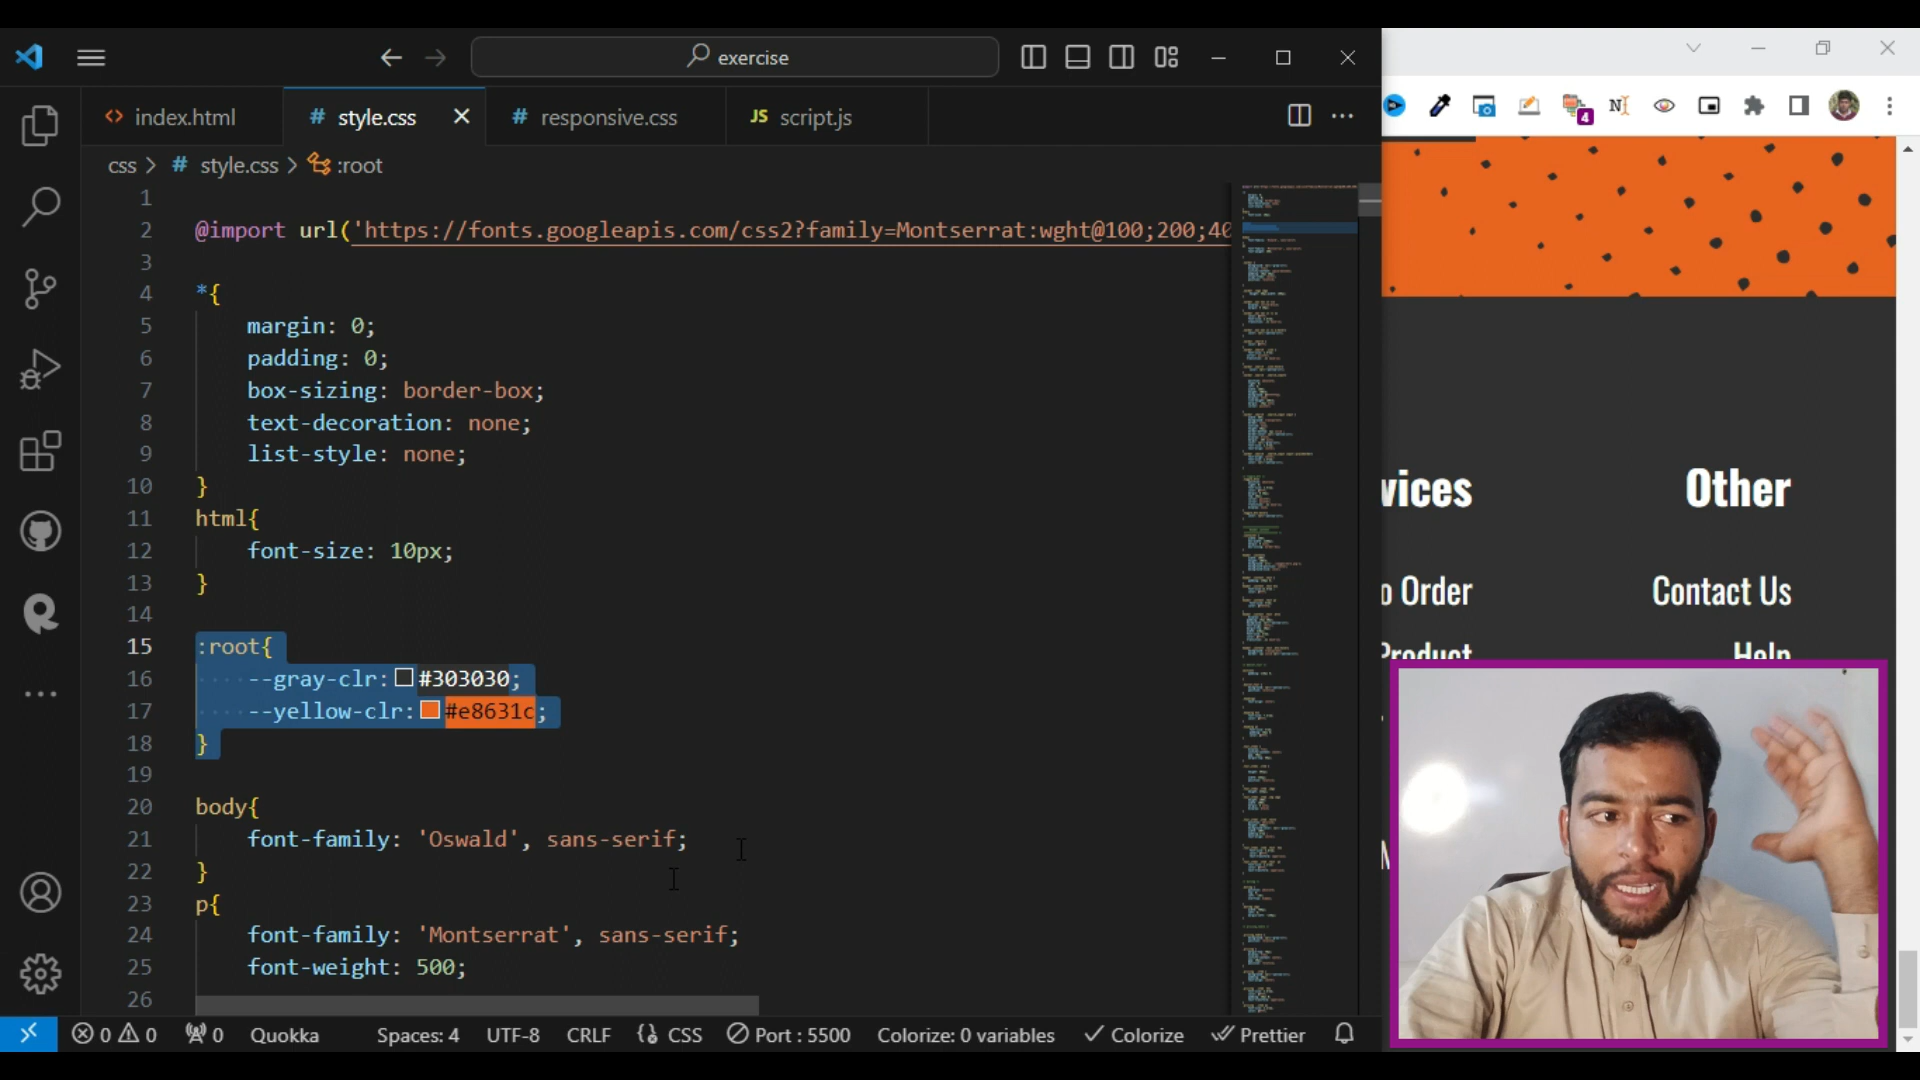 exercise
index.html
# style.css
# responsive.css
JS script.js
css > # style.css > :root
1
2 @import url('https://fonts.googleapis.com/css2?family=Montserrat:wght@100;200;40
3
4 *{
5 margin: 0;
6 padding: 0;
7 box-sizing: border-box;
8 text-decoration: none;
9 list-style: none;
10 }
11 html{
12 font-size: 10px;
13 }
14
15 :root{
16 --gray-clr: #303030;
17 --yellow-clr: #e8631c;
18 }
19
20 body{
21 font-family: 'Oswald', sans-serif;
22 }
23 p{
24 font-family: 'Montserrat', sans-serif;
25 font-weight: 500;
26
0 0 0 Quokka Spaces: 4 UTF-8 CRLF CSS Port : 5500 Colorize: 0 variables Colorize Prettier
4
vices Other
o Order Contact Us
Product Help